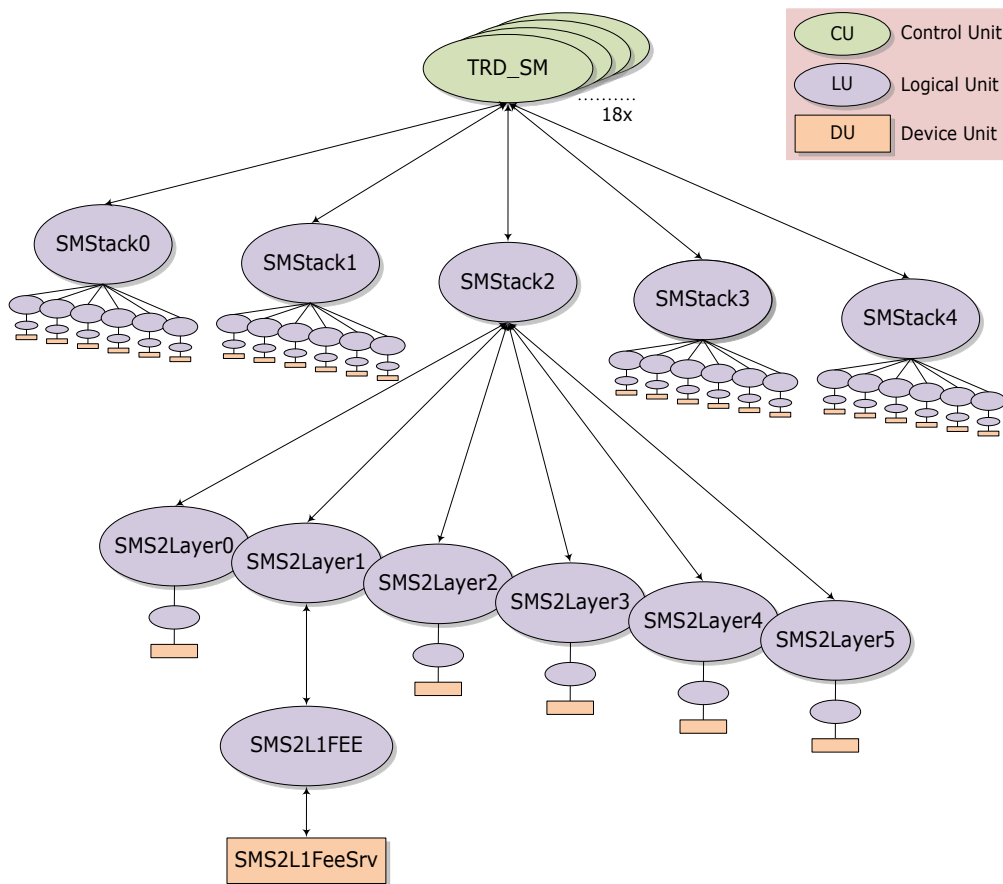 CU Control Unit
LU Logical Unit
DU Device Unit
TRD_SM
18x
SMStack0
SMStack1
SMStack2
SMStack3
SMStack4
SMS2Layer0
SMS2Layer1
SMS2Layer2
SMS2Layer3
SMS2Layer4
SMS2Layer5
SMS2L1FEE
SMS2L1FeeSrv